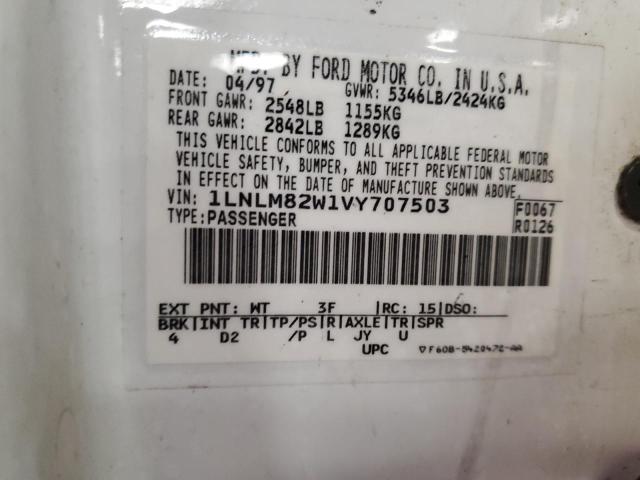 MFD. BY FORD MOTOR CO. IN U.S.A.
DATE: 04/97 GVWR: 5346LB/2424KG
FRONT GAWR: 2548LB 1155KG
REAR GAWR: 2842LB 1289KG
THIS VEHICLE CONFORMS TO ALL APPLICABLE FEDERAL MOTOR
VEHICLE SAFETY, BUMPER, AND THEFT PREVENTION STANDARDS
IN EFFECT ON THE DATE OF MANUFACTURE SHOWN ABOVE.
VIN: 1LNLM82W1VY707503 F0067
TYPE: PASSENGER R0126
EXT PNT: WT 3F RC: 15 DSO:
BRK INT TR TP/PS R AXLE TR SPR
4 D2 /P L JY U
UPC F60B-5420472-AA